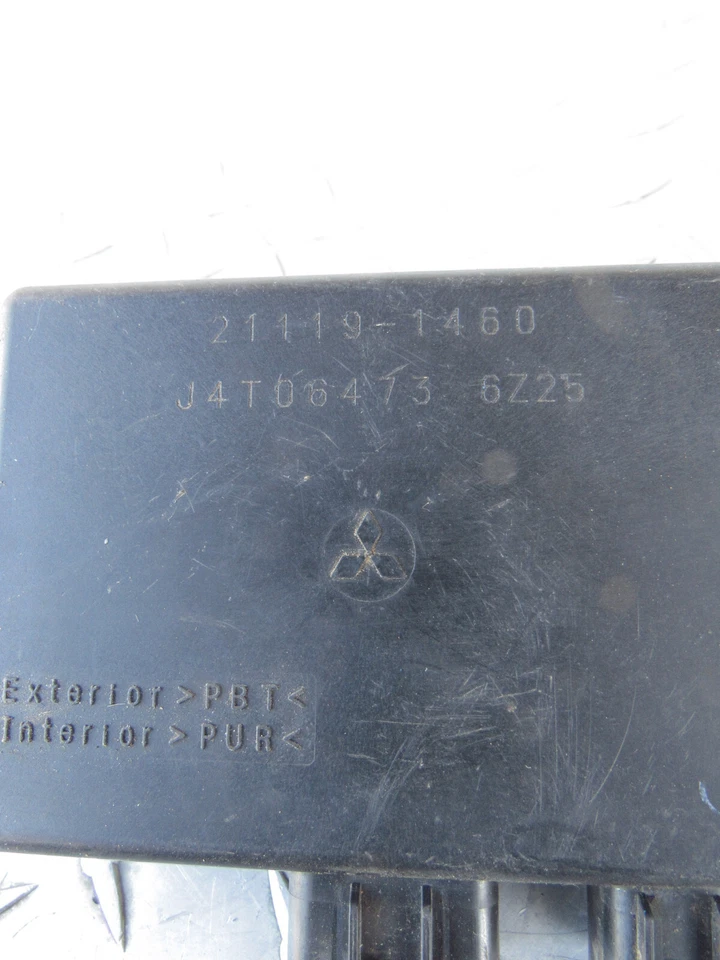 21119-1460
J4T06473 6Z25
Exterior >PBT<
Interior >PUR<